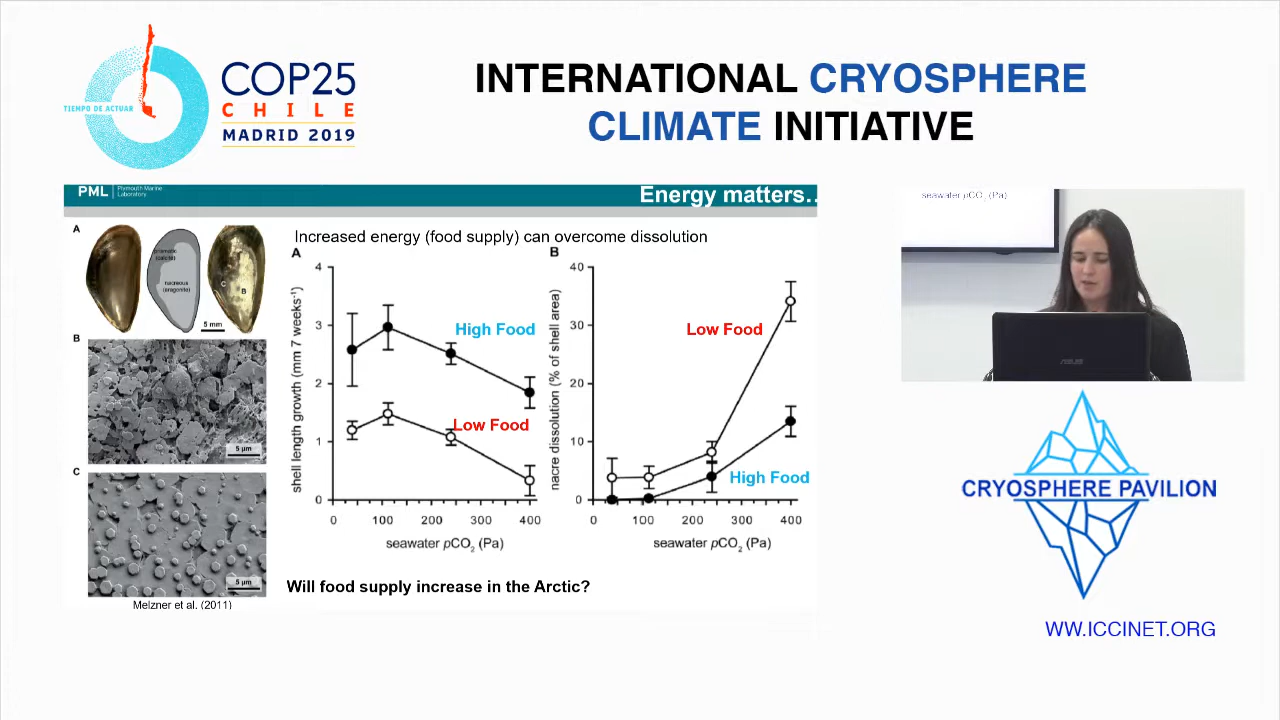 TIEMPO DE ACTUAR
COP25
CHILE
MADRID 2019
INTERNATIONAL CRYOSPHERE
CLIMATE INITIATIVE
PML
Plymouth Marine
Laboratory
Energy matters..
Increased energy (food supply) can overcome dissolution
A
prismatic
(calcite)
nacreous
(aragonite)
C
B
5 mm
B
5 µm
C
5 µm
Melzner et al. (2011)
A
shell length growth (mm 7 weeks⁻¹)
4
3
2
1
0
High Food
Low Food
0 100 200 300 400
seawater pCO₂ (Pa)
B
nacre dissolution (% of shell area)
40
30
20
10
0
Low Food
High Food
0 100 200 300 400
seawater pCO₂ (Pa)
Will food supply increase in the Arctic?
seawater pCO₂ (Pa)
ASUS
CRYOSPHERE PAVILION
WW.ICCINET.ORG